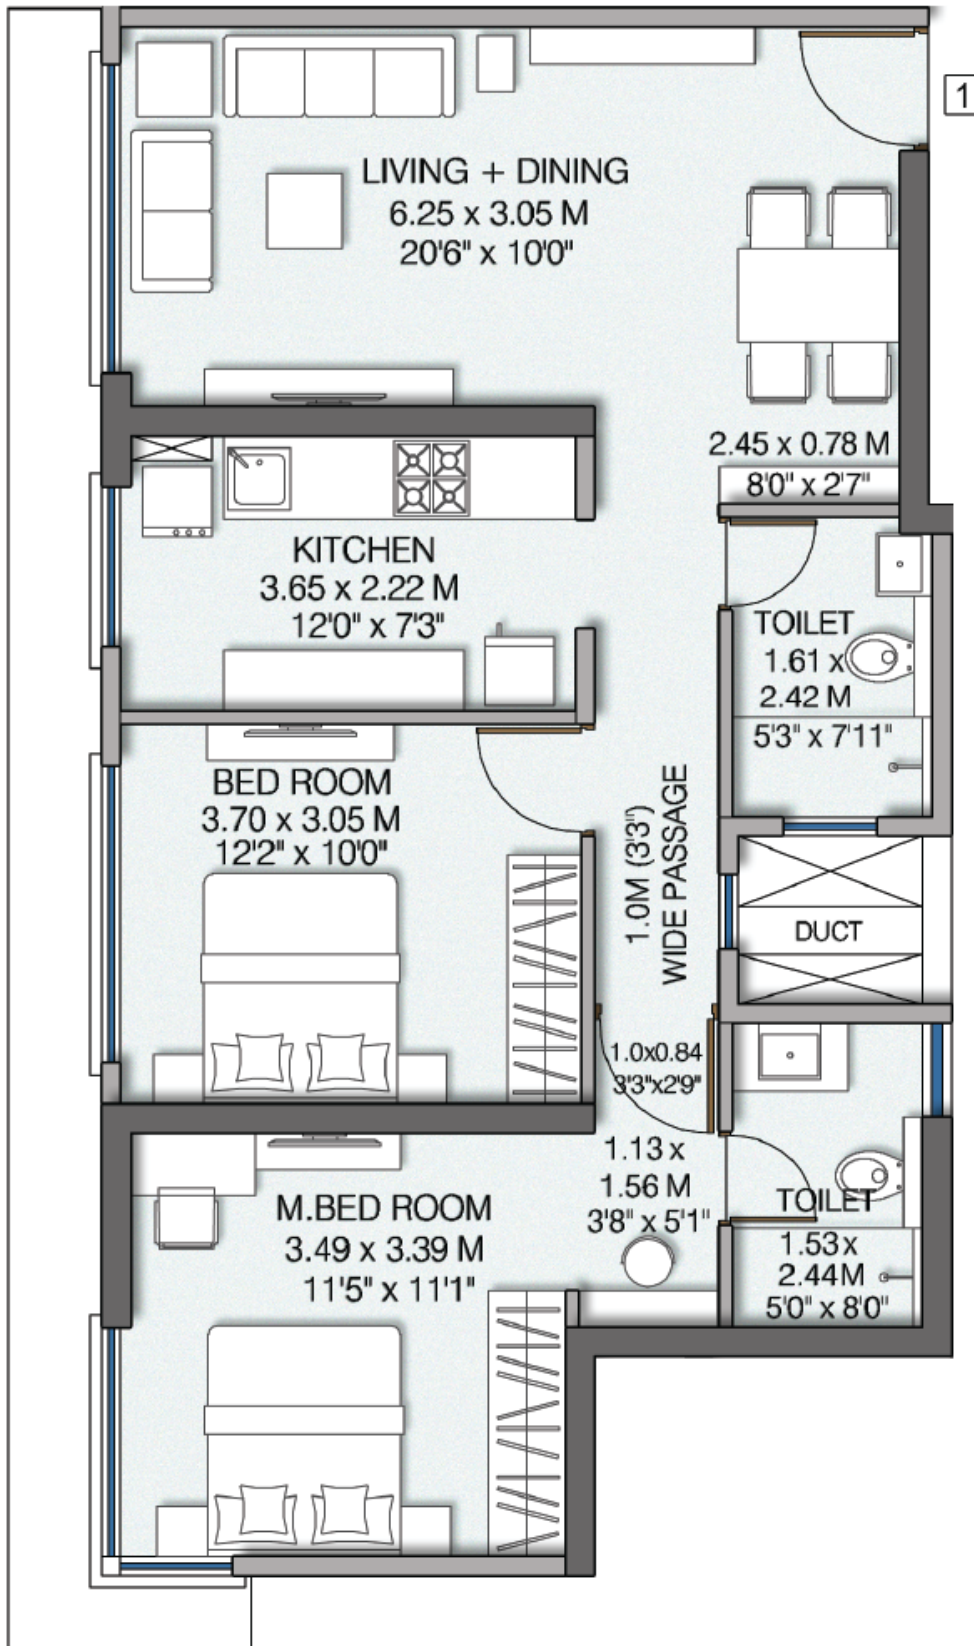 1
LIVING + DINING
6.25 x 3.05 M
20'6" x 10'0"
2.45 x 0.78 M
8'0" x 2'7"
KITCHEN
3.65 x 2.22 M
12'0" x 7'3"
TOILET
1.61 x
2.42 M
5'3" x 7'11"
BED ROOM
3.70 x 3.05 M
12'2" x 10'0"
1.0M (3'3")
WIDE PASSAGE
DUCT
1.0x0.84
3'3"x2'9"
1.13 x
1.56 M
3'8" x 5'1"
M.BED ROOM
3.49 x 3.39 M
11'5" x 11'1"
TOILET
1.53x
2.44M
5'0" x 8'0"